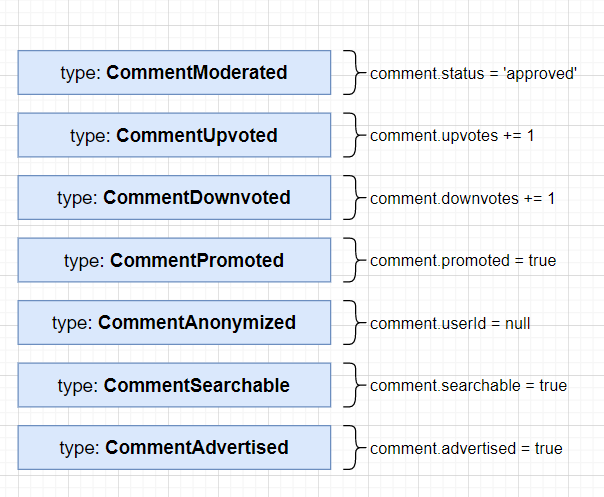 type: CommentModerated comment.status = 'approved'
type: CommentUpvoted comment.upvotes += 1
type: CommentDownvoted comment.downvotes += 1
type: CommentPromoted comment.promoted = true
type: CommentAnonymized comment.userId = null
type: CommentSearchable comment.searchable = true
type: CommentAdvertised comment.advertised = true